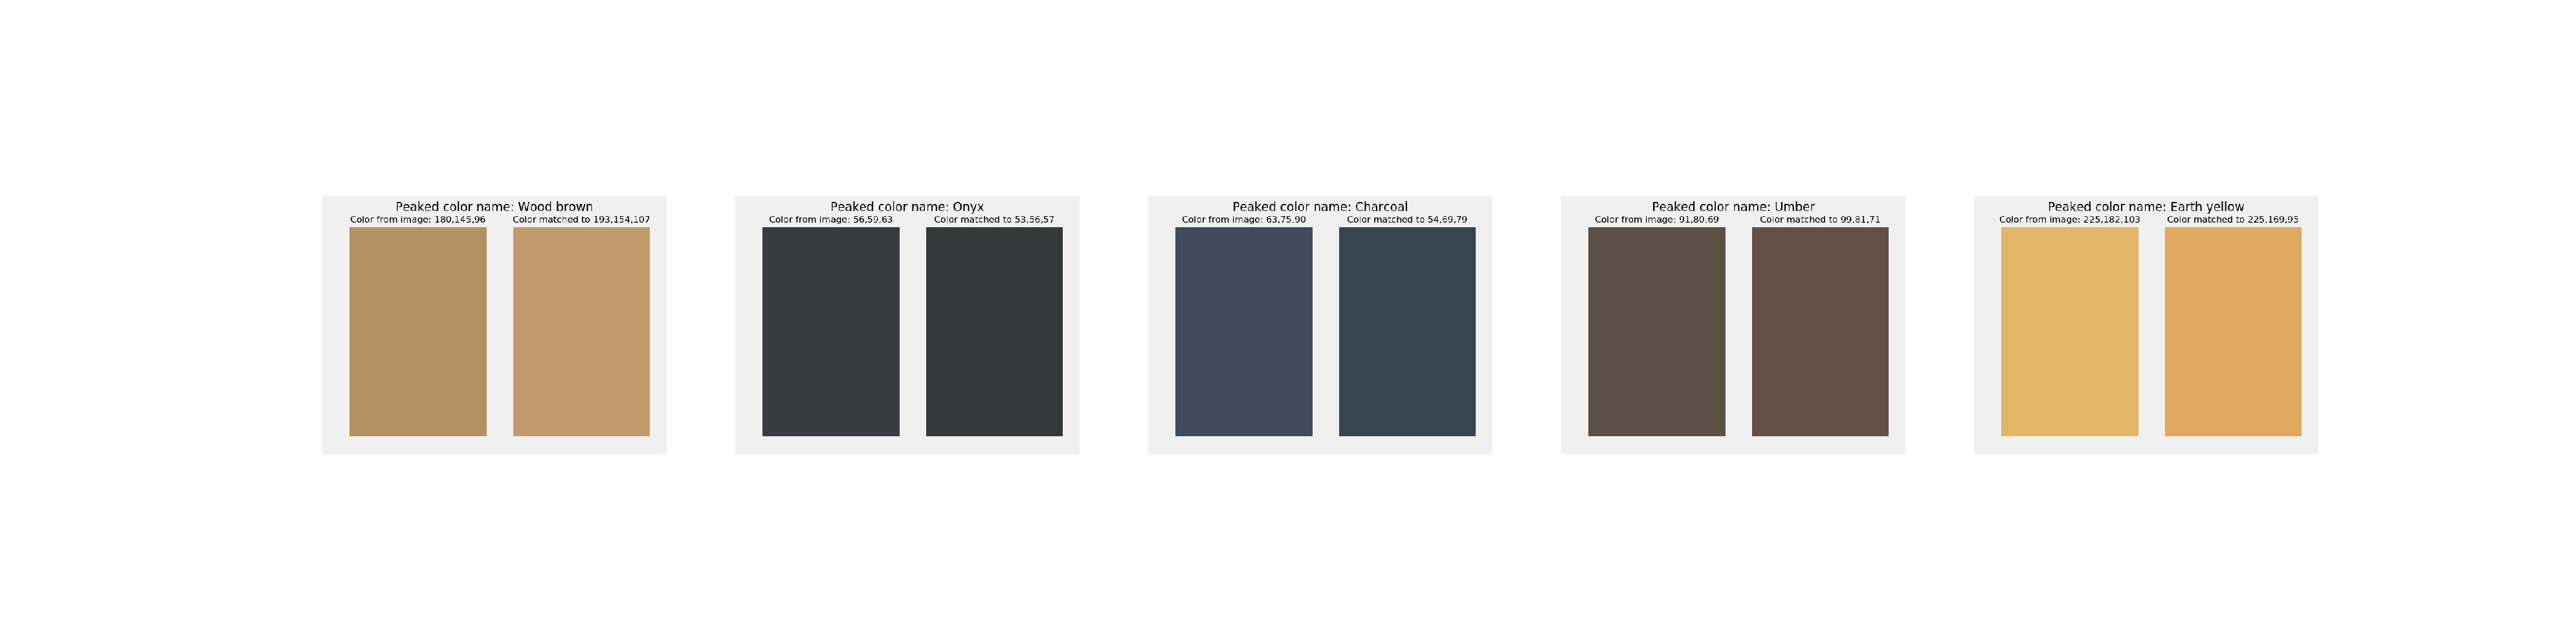 Peaked color name: Wood brown
Color from image: 180,145,96
Color matched to 193,154,107
Peaked color name: Onyx
Color from image: 56,59,63
Color matched to 53,56,57
Peaked color name: Charcoal
Color from image: 63,75,90
Color matched to 54,69,79
Peaked color name: Umber
Color from image: 91,80,69
Color matched to 99,81,71
Peaked color name: Earth yellow
Color from image: 225,182,103
Color matched to 225,169,95